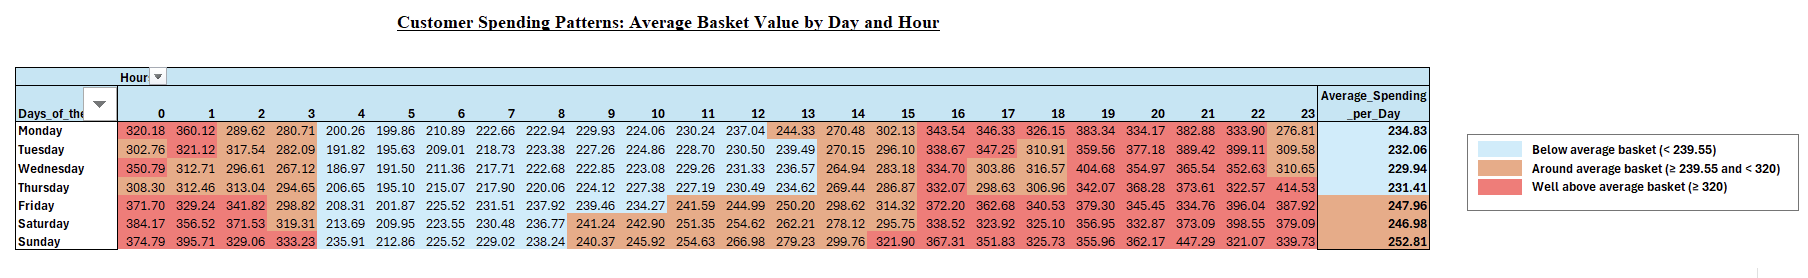 Customer Spending Patterns: Average Basket Value by Day and Hour
Hour
Days_of_the 0 1 2 3 4 5 6 7 8 9 10 11 12 13 14 15 16 17 18 19 20 21 22 23 Average_Spending _per_Day
Monday 320.18 360.12 289.62 280.71 200.26 199.86 210.89 222.66 222.94 229.93 224.06 230.24 237.04 244.33 270.48 302.13 343.54 346.33 326.15 383.34 334.17 382.88 333.90 276.81 234.83
Tuesday 302.76 321.12 317.54 282.09 191.82 195.63 209.01 218.73 223.38 227.26 224.86 228.70 230.50 239.49 270.15 296.10 338.67 347.25 310.91 359.56 377.18 389.42 399.11 309.58 232.06
Wednesday 350.79 312.71 296.61 267.12 186.97 191.50 211.36 217.71 222.68 222.85 223.08 229.21 231.33 236.57 264.94 283.18 334.70 303.86 316.57 404.68 354.97 365.54 352.63 310.65 229.94
Thursday 308.30 312.46 313.04 294.65 206.65 195.10 215.07 217.90 220.06 224.12 227.38 227.19 230.49 234.62 269.44 286.87 332.07 298.63 306.96 342.07 368.28 373.61 322.57 414.53 231.41
Friday 371.70 329.24 341.82 298.82 208.31 201.87 225.52 231.51 237.92 239.46 234.27 241.59 244.99 250.20 298.62 314.32 372.20 362.68 340.53 379.30 345.45 334.76 396.04 387.92 247.96
Saturday 384.17 356.52 371.53 319.31 213.69 209.95 223.55 230.48 236.77 241.24 242.90 251.35 254.62 262.21 278.12 295.75 338.52 323.92 325.10 356.95 332.87 373.09 398.55 379.09 246.98
Sunday 374.79 395.71 329.06 333.23 235.91 212.86 225.52 229.02 238.24 240.37 245.92 254.63 266.98 279.23 299.76 321.90 367.31 351.83 325.73 355.96 362.17 447.29 321.07 339.73 252.81
Below average basket (< 239.55)
Around average basket (≥ 239.55 and < 320)
Well above average basket (≥ 320)